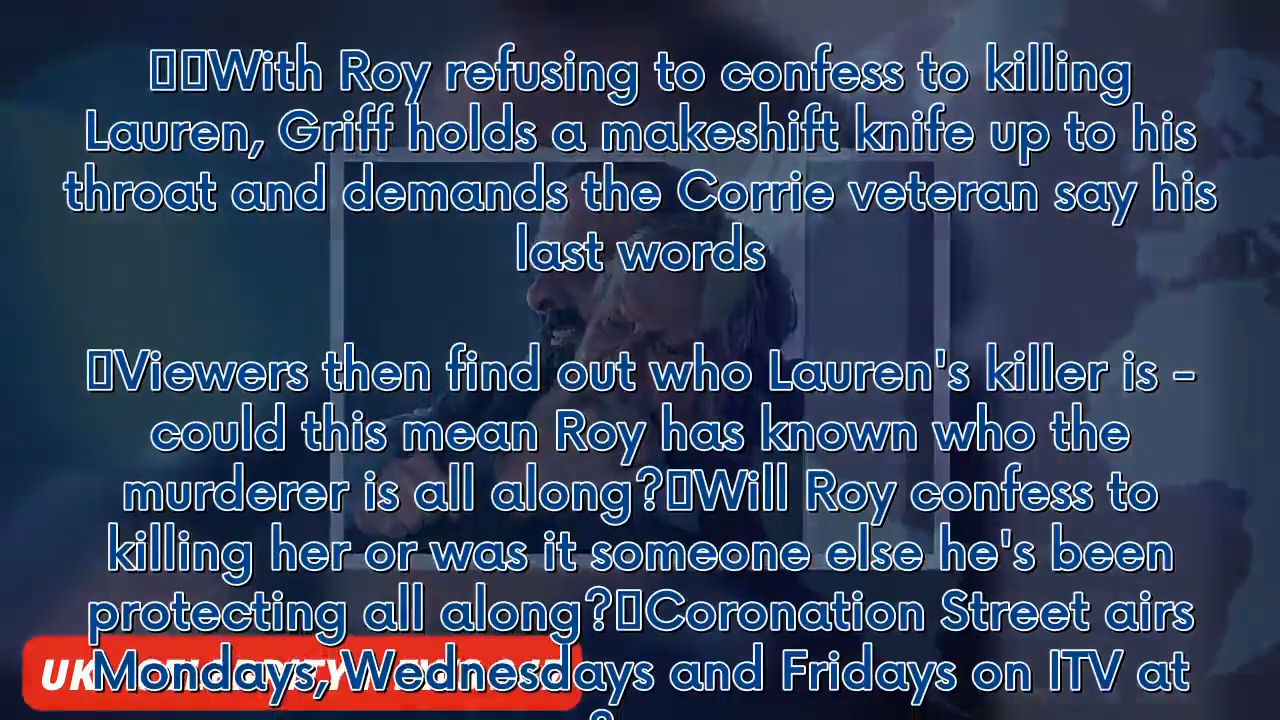 With Roy refusing to confess to killing
Lauren, Griff holds a makeshift knife up to his
throat and demands the Corrie veteran say his
last words
Viewers then find out who Lauren's killer is -
could this mean Roy has known who the
murderer is all along?Will Roy confess to
killing her or was it someone else he's been
protecting all along?Coronation Street airs
Mondays, Wednesdays and Fridays on ITV at
UK